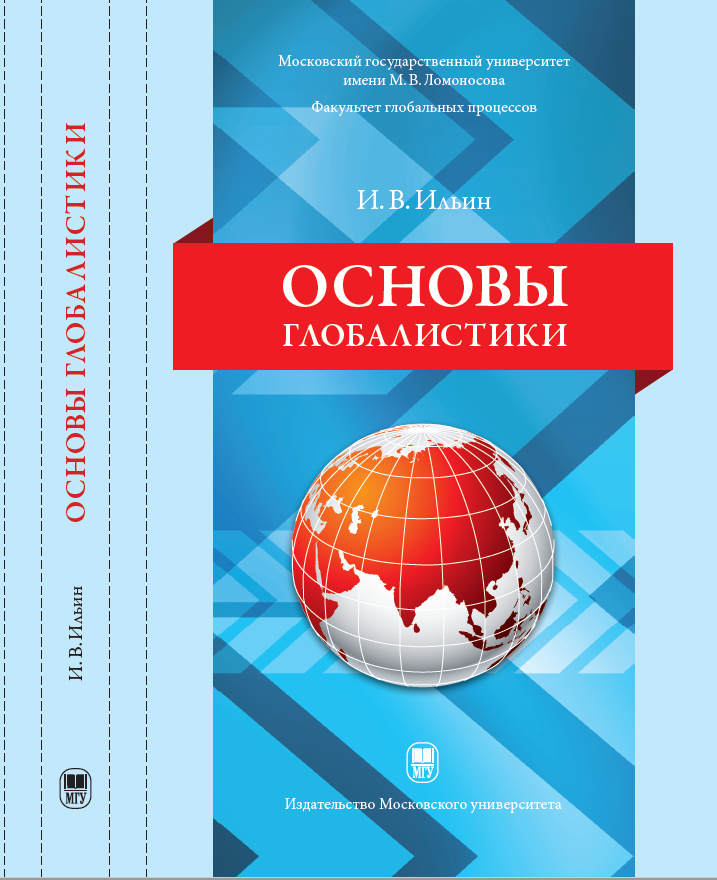 ОСНОВЫ ГЛОБАЛИСТИКИ
И. В. Ильин
МГУ
Московский государственный университет
имени М. В. Ломоносова
Факультет глобальных процессов
И. В. Ильин
ОСНОВЫ
ГЛОБАЛИСТИКИ
МГУ
Издательство Московского университета